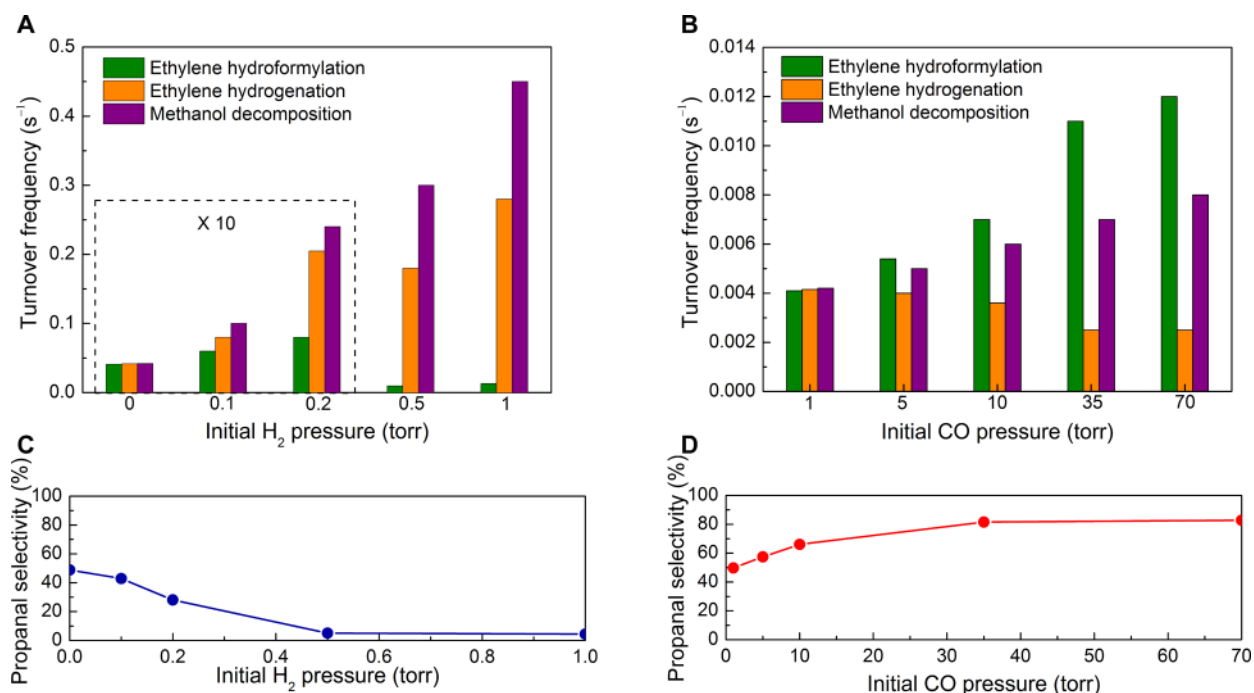 A
Turnover frequency (s⁻¹)
0.5
0.4
0.3
0.2
0.1
0.0
Ethylene hydroformylation
Ethylene hydrogenation
Methanol decomposition
X 10
0 0.1 0.2 0.5 1
Initial H₂ pressure (torr)
B
Turnover frequency (s⁻¹)
0.014
0.012
0.010
0.008
0.006
0.004
0.002
0.000
Ethylene hydroformylation
Ethylene hydrogenation
Methanol decomposition
1 5 10 35 70
Initial CO pressure (torr)
C
Propanal selectivity (%)
100
80
60
40
20
0
0.0 0.2 0.4 0.6 0.8 1.0
Initial H₂ pressure (torr)
D
Propanal selectivity (%)
100
80
60
40
20
0
0 10 20 30 40 50 60 70
Initial CO pressure (torr)